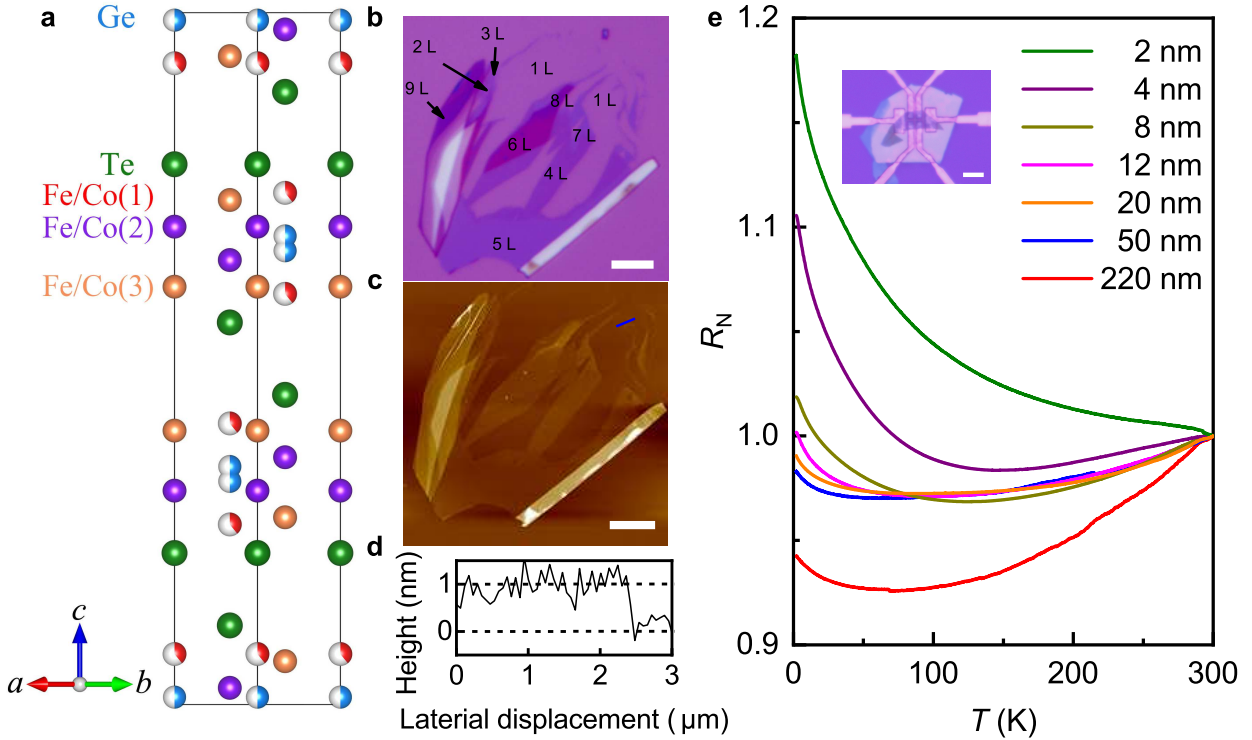 a
Ge
Te
Fe/Co(1)
Fe/Co(2)
Fe/Co(3)
c
a
b
b
3 L
2 L
1 L
9 L
8 L
1 L
7 L
6 L
4 L
5 L
c
d
Height (nm)
1
0
0
1
2
3
Laterial displacement (μm)
e
1.2
1.1
1.0
0.9
R_N
2 nm
4 nm
8 nm
12 nm
20 nm
50 nm
220 nm
0
100
200
300
T (K)